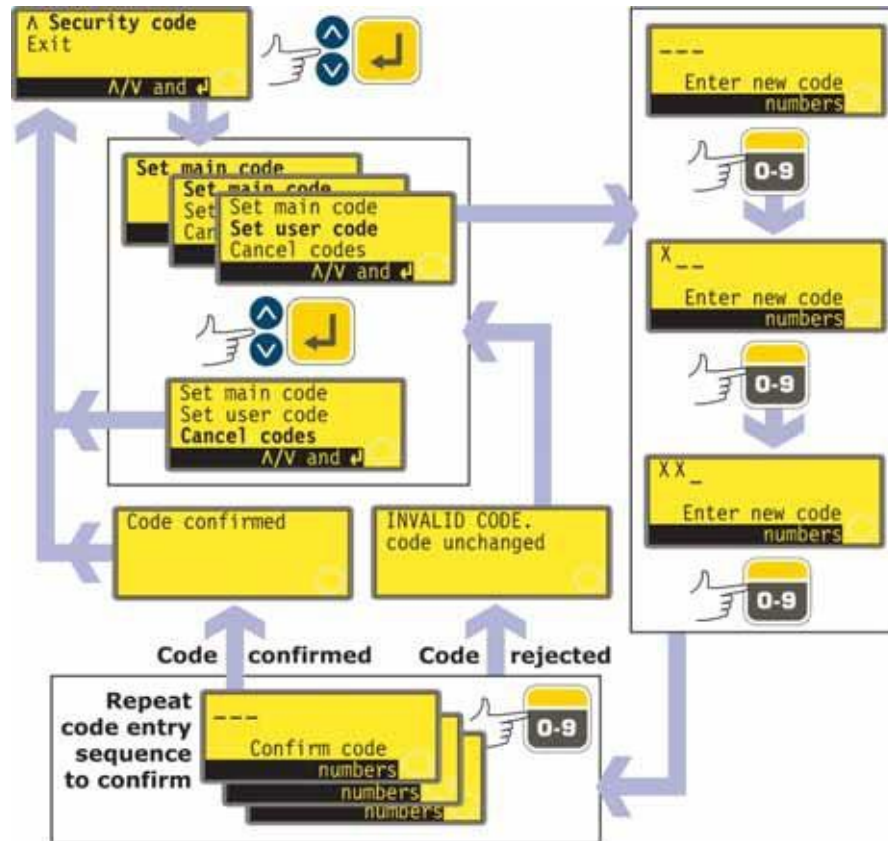 Λ Security code
Exit
Λ/V and ↵
Set main code
Set main code
Set
Can
Set main code
Set user code
Cancel codes
Λ/V and ↵
Set main code
Set user code
Cancel codes
Λ/V and ↵
_ _ _
Enter new code
numbers
0-9
X _ _
Enter new code
numbers
0-9
X X _
Enter new code
numbers
0-9
Code confirmed
INVALID CODE.
code unchanged
Code confirmed
Code rejected
Repeat
code entry
sequence
to confirm
_ _ _
Confirm code
numbers
numbers
numbers
0-9